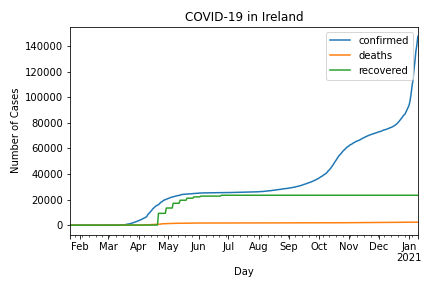 COVID-19 in Ireland
confirmed
deaths
recovered
Number of Cases
140000
120000
100000
80000
60000
40000
20000
0
Feb Mar Apr May Jun Jul Aug Sep Oct Nov Dec Jan
2021
Day